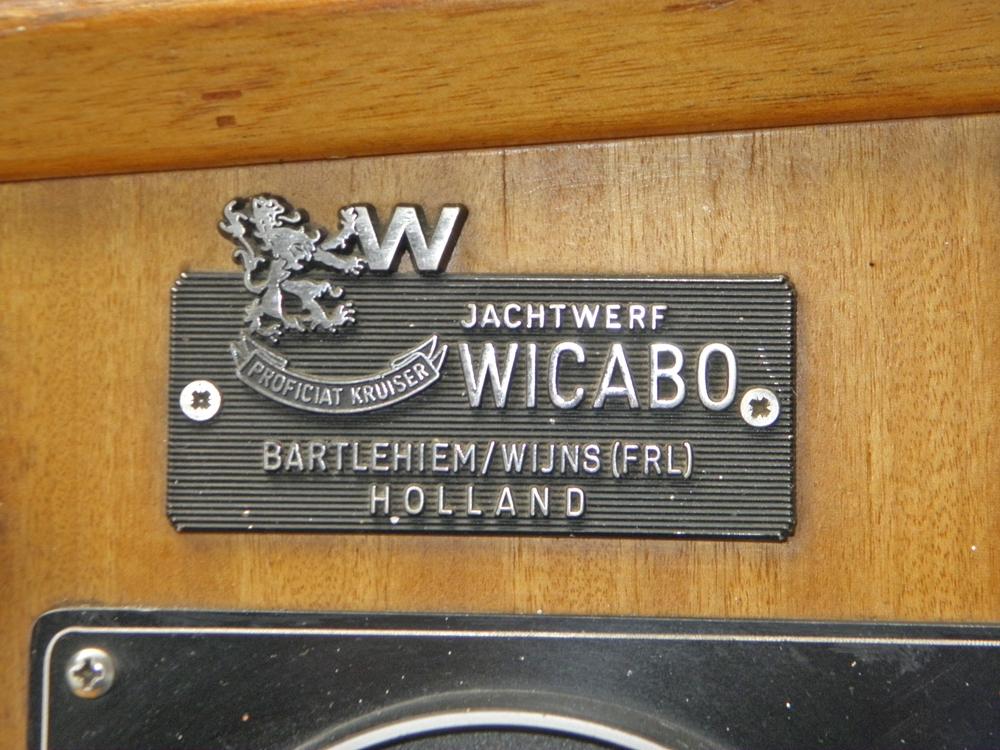 W
JACHTWERF
WICABO
PROFICIAT KRUISER
BARTLEHIEM/WIJNS (FRL)
HOLLAND